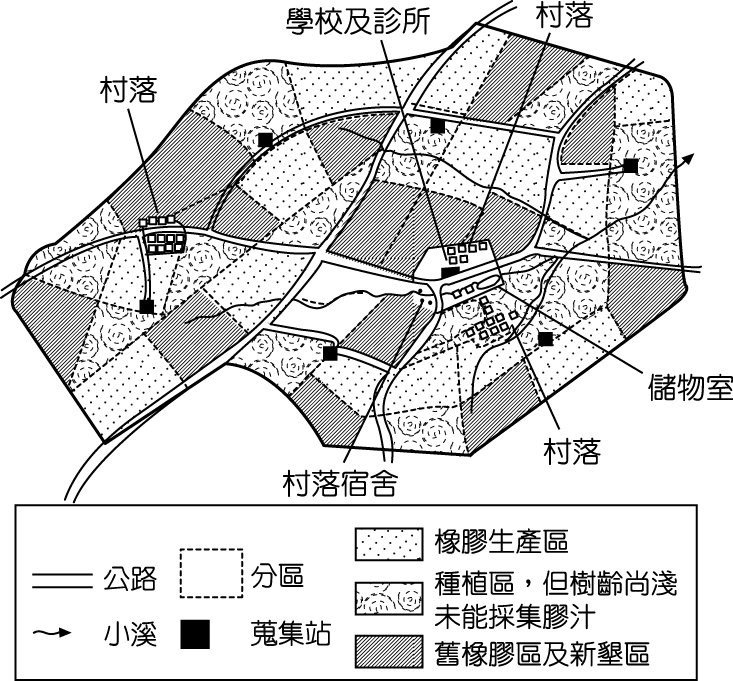 學校及診所
村落
村落
儲物室
村落
村落宿舍
公路
分區
小溪
蒐集站
橡膠生產區
種植區，但樹齡尚淺
未能採集膠汁
舊橡膠區及新墾區